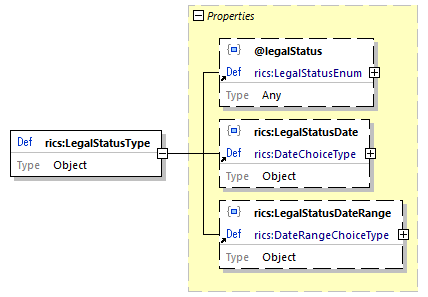 Properties
@legalStatus
Def rics:LegalStatusEnum
Type Any
Def rics:LegalStatusType
Type Object
rics:LegalStatusDate
Def rics:DateChoiceType
Type Object
rics:LegalStatusDateRange
Def rics:DateRangeChoiceType
Type Object